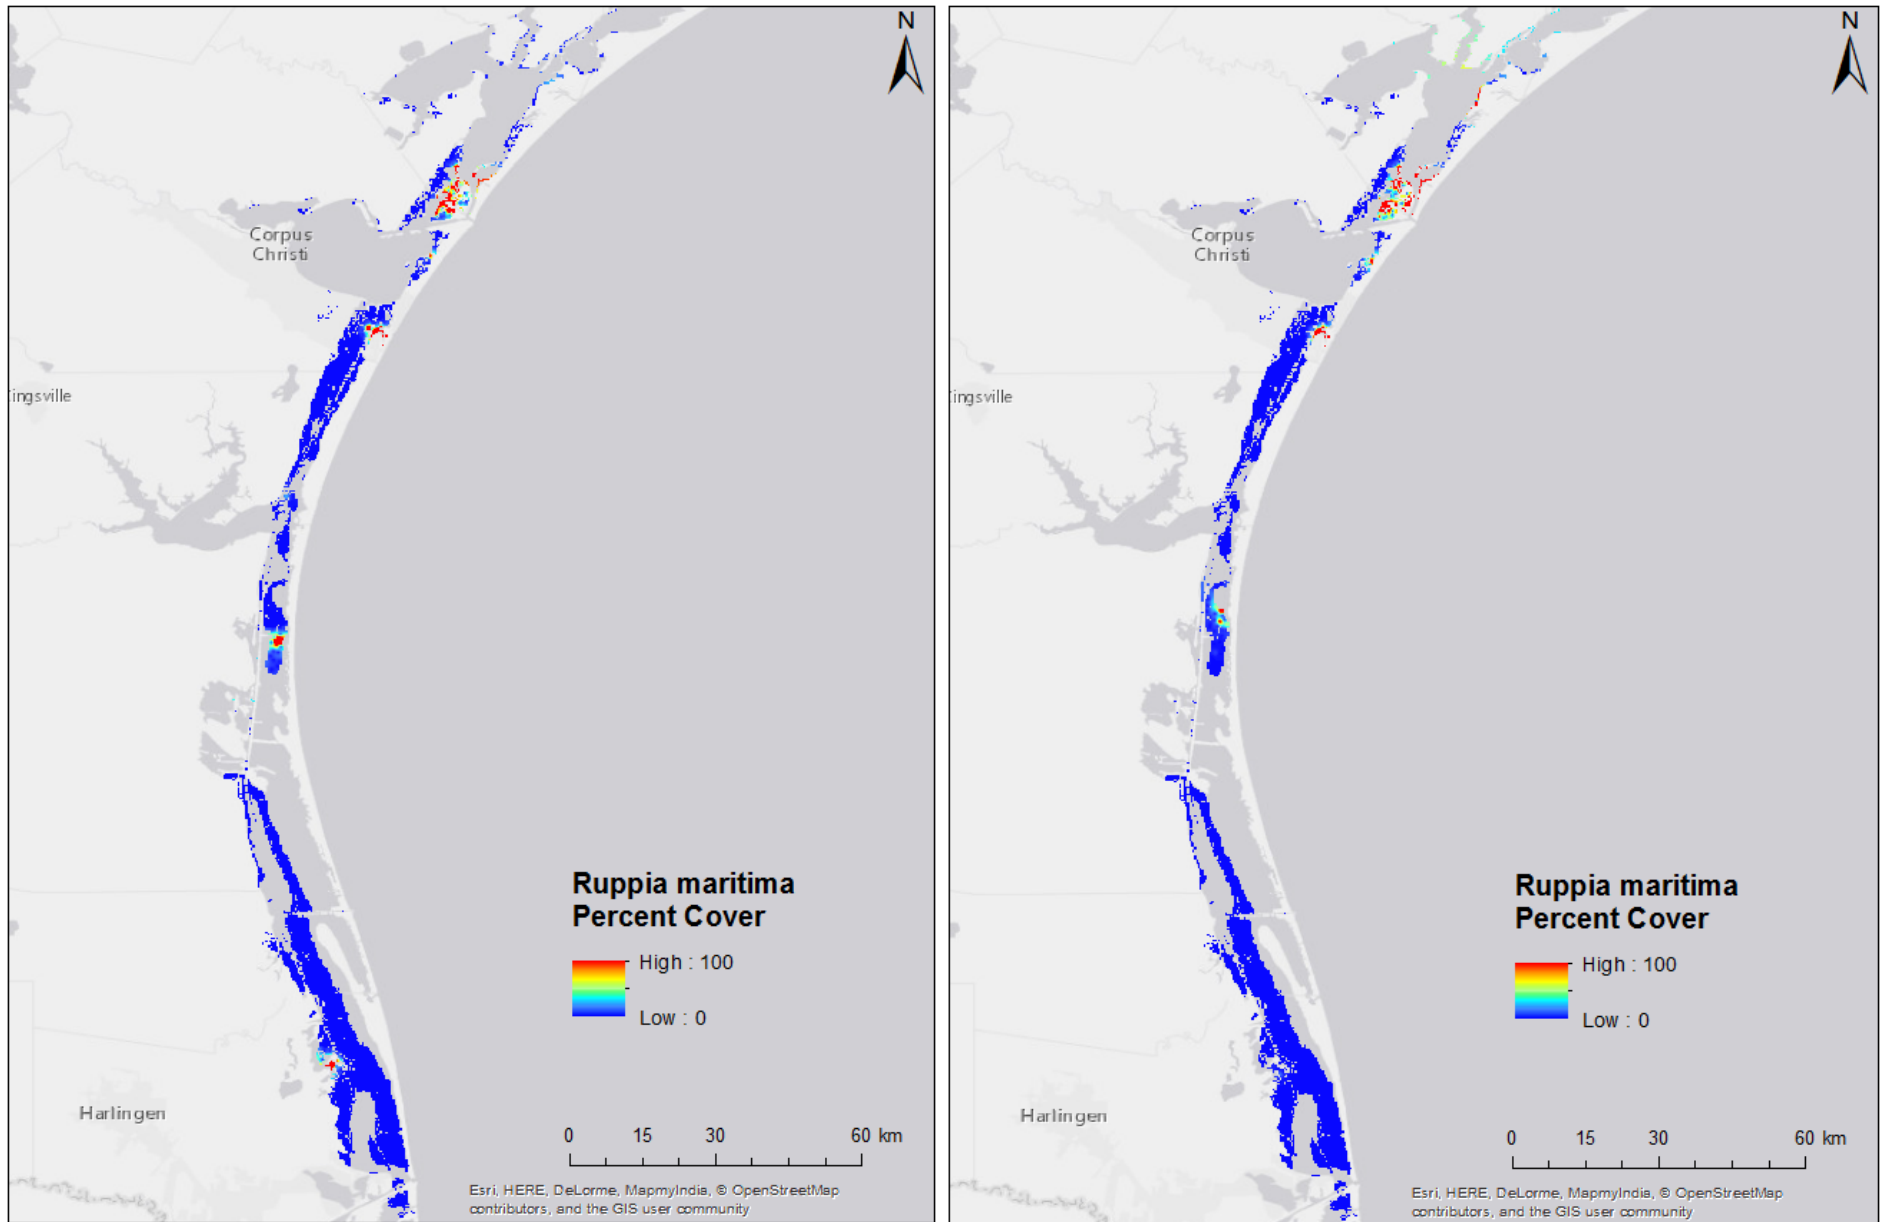 N
Corpus
Christi
ingsville
Ruppia maritima
Percent Cover
High : 100
Low : 0
Harlingen
0 15 30 60 km
Esri, HERE, DeLorme, MapmyIndia, © OpenStreetMap
contributors, and the GIS user community
N
Corpus
Christi
ingsville
Ruppia maritima
Percent Cover
High : 100
Low : 0
Harlingen
0 15 30 60 km
Esri, HERE, DeLorme, MapmyIndia, © OpenStreetMap
contributors, and the GIS user community